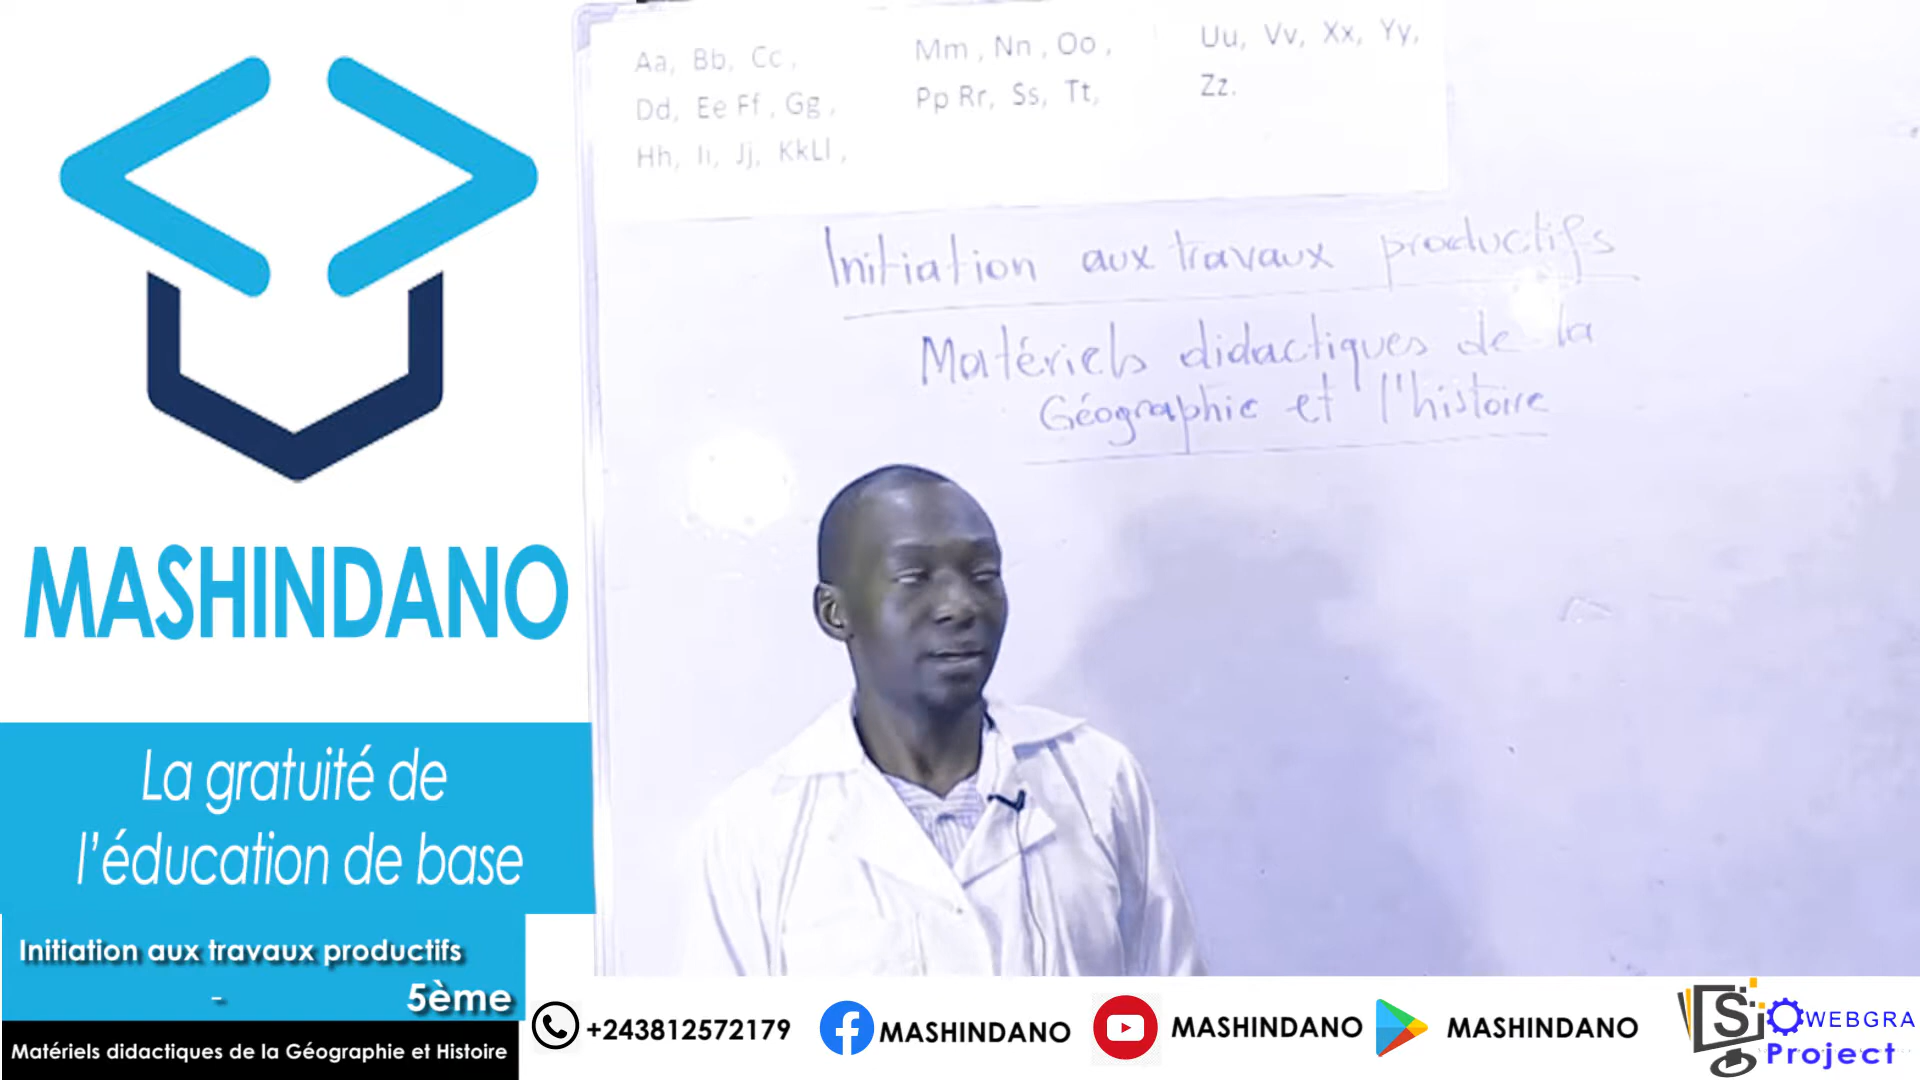 Aa, Bb, Cc,
Dd, Ee Ff, Gg,
Hh, Ii, Jj, KkLl,
Mm, Nn, Oo,
Pp Rr, Ss, Tt,
Uu, Vv, Xx, Yy,
Zz.
Initiation aux travaux productifs
Matériels didactiques de la
Géographie et l'histoire
MASHINDANO
La gratuité de
l'éducation de base
Initiation aux travaux productifs
- 5ème
Matériels didactiques de la Géographie et Histoire
+243812572179 MASHINDANO MASHINDANO MASHINDANO
WEBGRA
Project